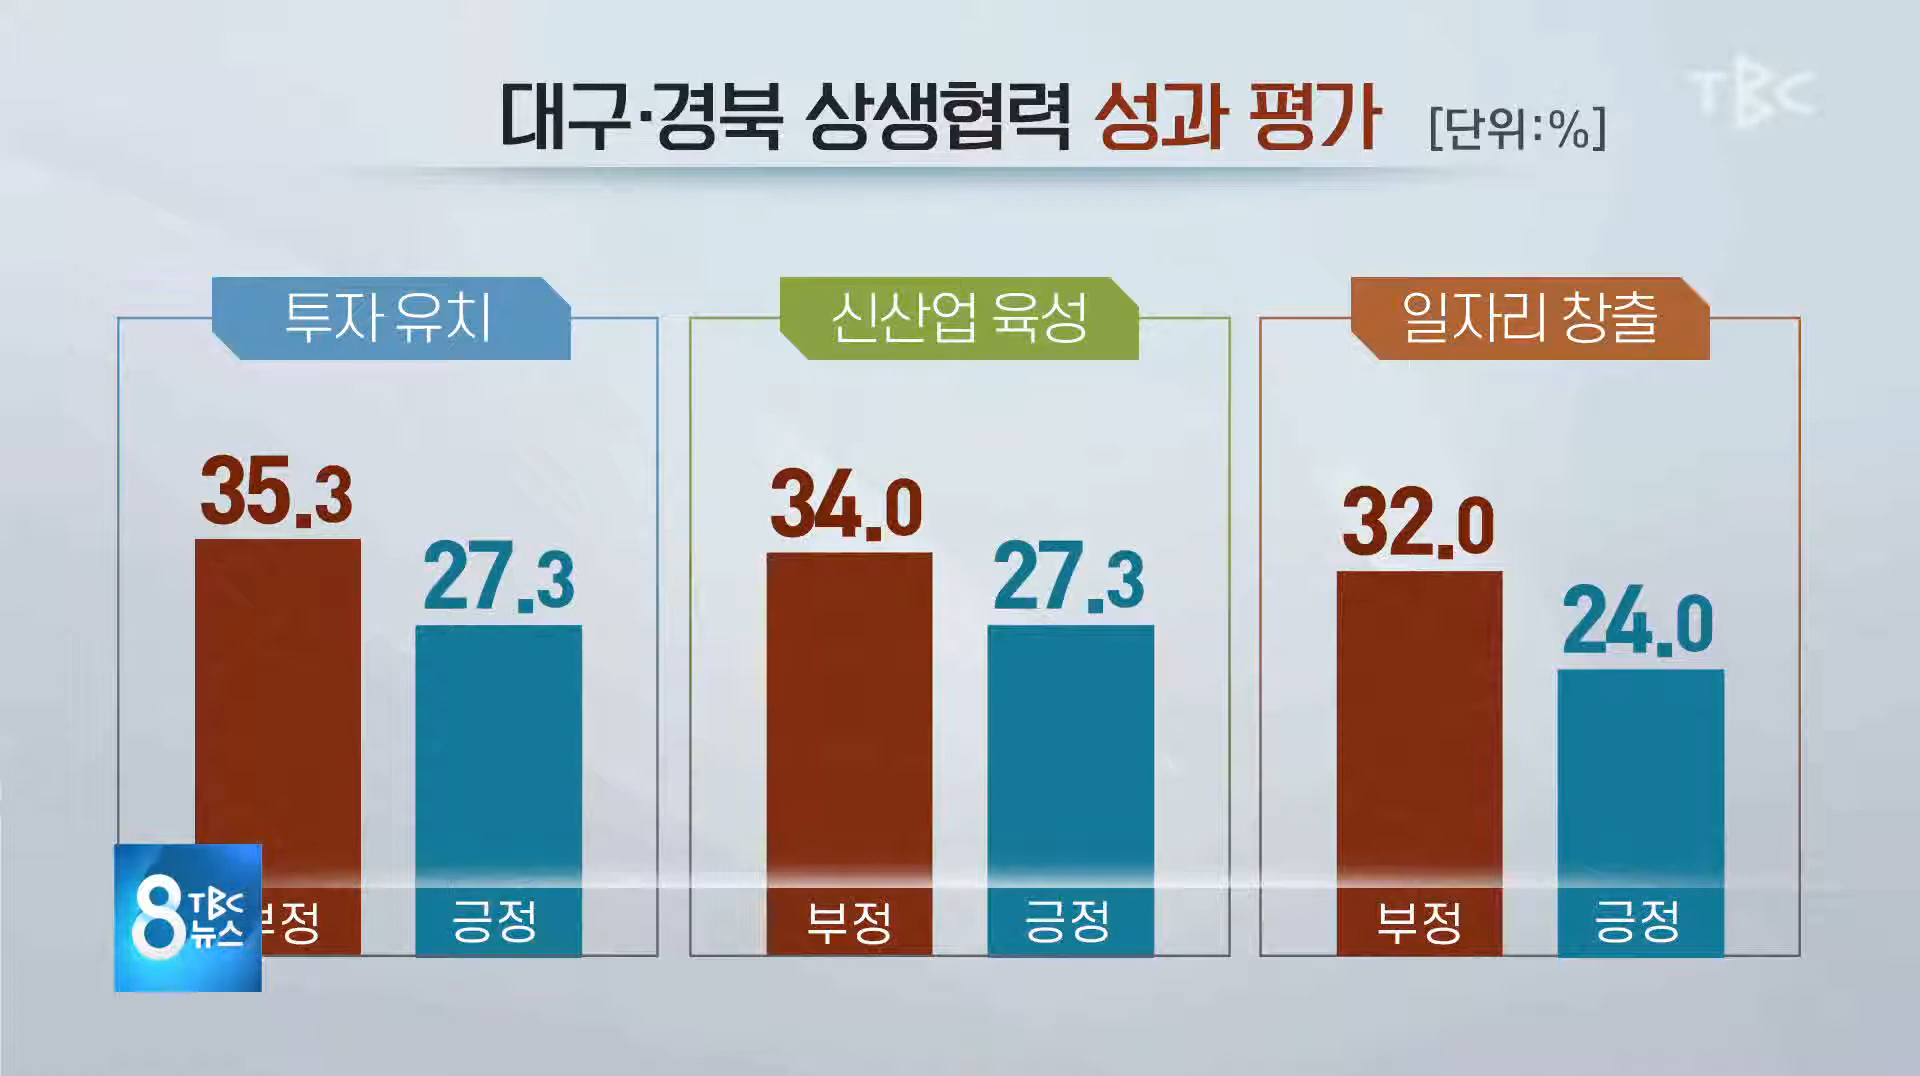 대구·경북 상생협력 성과 평가 [단위:%]
TBC
투자 유치
신산업 육성
일자리 창출
35.3
27.3
34.0
27.3
32.0
24.0
부정
긍정
부정
긍정
부정
긍정
8 TBC
뉴스